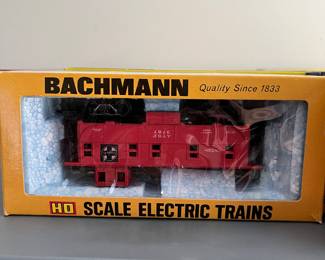 BACHMANN Quality Since 1833
HO SCALE ELECTRIC TRAINS